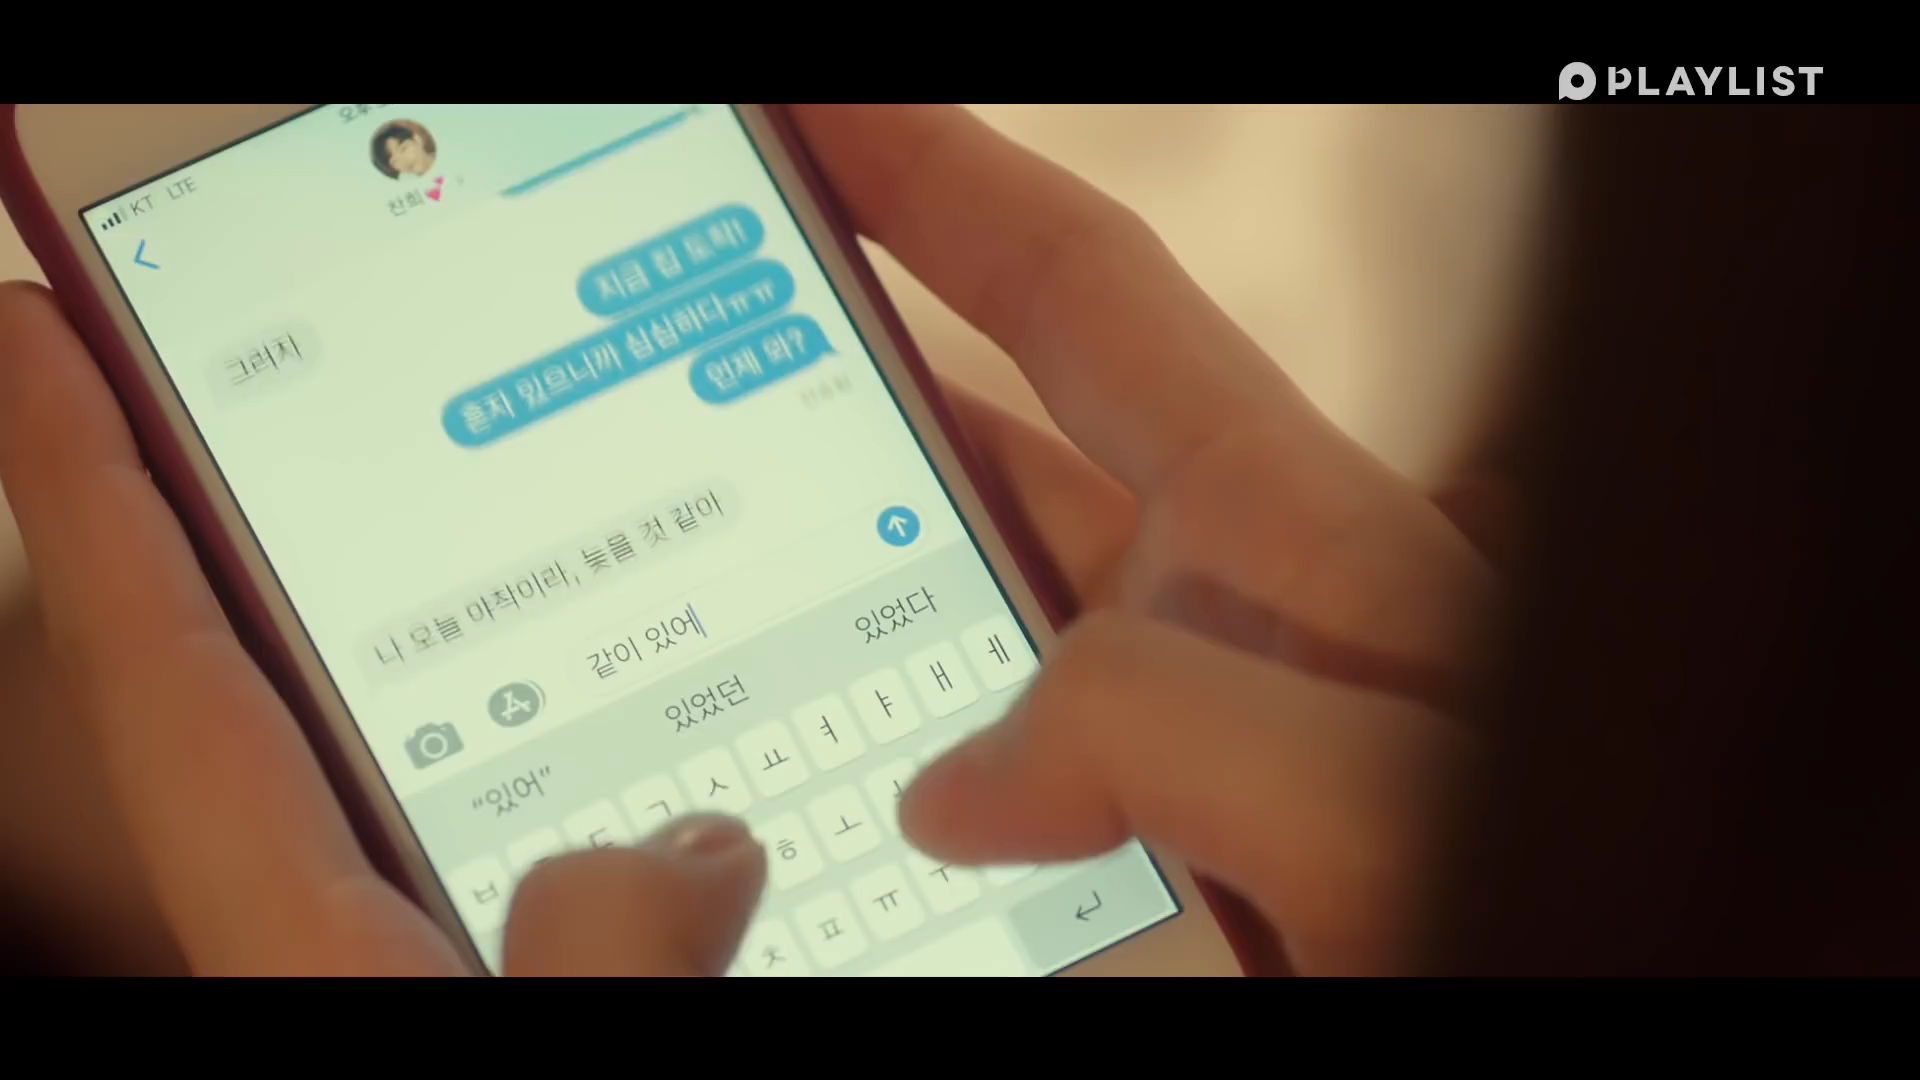 PLAYLIST
KT LTE
찬희💕
그러지
지금 집 도착!
혼자 있으니까 심심하다ㅠㅠ
언제 와?
나 오늘 야작이라, 늦을 것 같아
같이 있어
"있어" 있었던 있었다
ㅂ ㄷ ㄱ ㅅ ㅛ ㅕ ㅑ ㅐ ㅔ
ㅎ ㅗ
ㅊ ㅍ ㅠ ㅜ